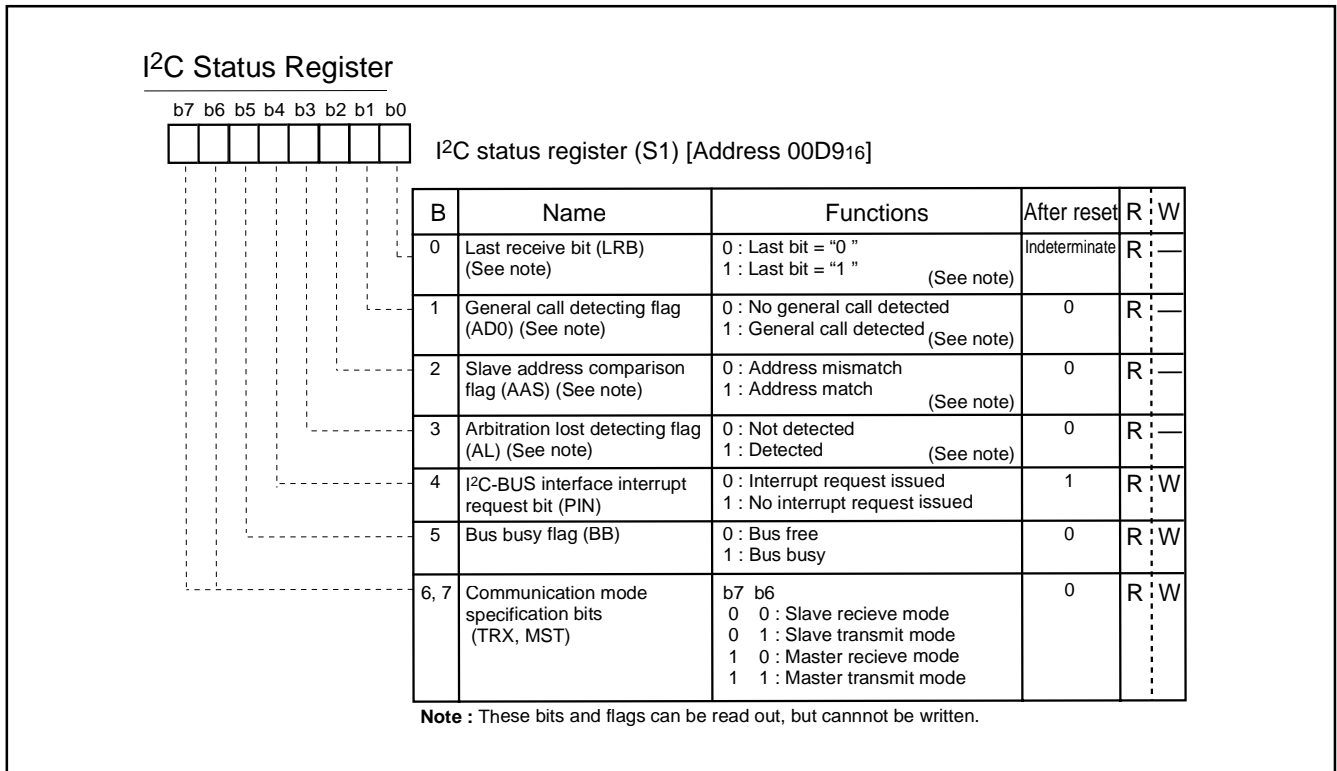 I2C Status Register
b7 b6 b5 b4 b3 b2 b1 b0
I2C status register (S1) [Address 00D916]
B Name Functions After reset R W
0 Last receive bit (LRB) (See note) 0 : Last bit = “0 ” 1 : Last bit = “1 ” (See note) Indeterminate R —
1 General call detecting flag (AD0) (See note) 0 : No general call detected 1 : General call detected (See note) 0 R —
2 Slave address comparison flag (AAS) (See note) 0 : Address mismatch 1 : Address match (See note) 0 R —
3 Arbitration lost detecting flag (AL) (See note) 0 : Not detected 1 : Detected (See note) 0 R —
4 I2C-BUS interface interrupt request bit (PIN) 0 : Interrupt request issued 1 : No interrupt request issued 1 R W
5 Bus busy flag (BB) 0 : Bus free 1 : Bus busy 0 R W
6, 7 Communication mode specification bits (TRX, MST) b7 b6 0 R W
0 0 : Slave recieve mode
0 1 : Slave transmit mode
1 0 : Master recieve mode
1 1 : Master transmit mode
Note : These bits and flags can be read out, but cannnot be written.